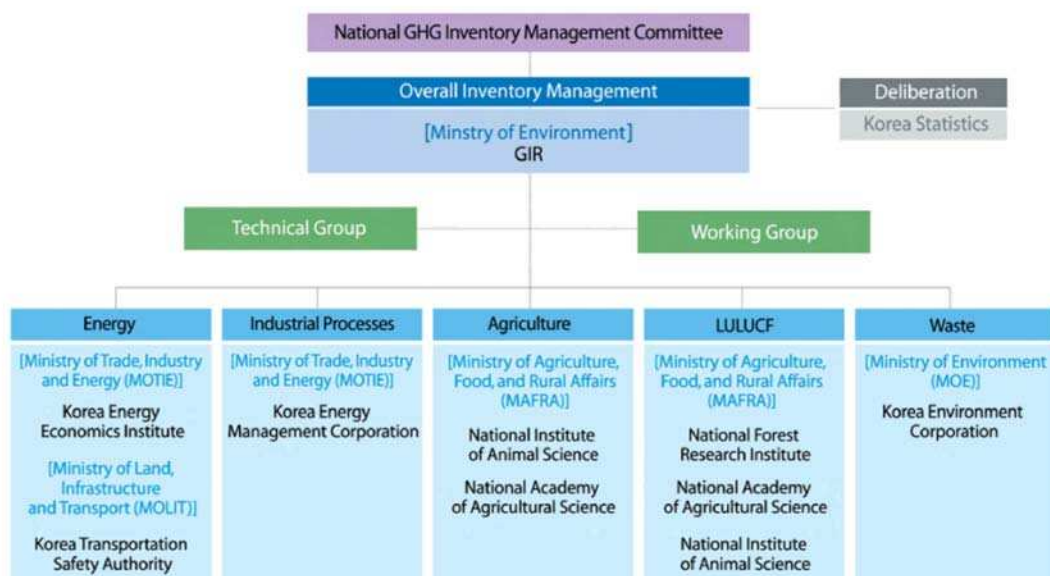 National GHG Inventory Management Committee
Overall Inventory Management
[Minstry of Environment]
GIR
Deliberation
Korea Statistics
Technical Group
Working Group
Energy
[Ministry of Trade, Industry
and Energy (MOTIE)]
Korea Energy
Economics Institute
[Ministry of Land,
Infrastructure
and Transport (MOLIT)]
Korea Transportation
Safety Authority
Industrial Processes
[Ministry of Trade, Industry
and Energy (MOTIE)]
Korea Energy
Management Corporation
Agriculture
[Ministry of Agriculture,
Food, and Rural Affairs
(MAFRA)]
National Institute
of Animal Science
National Academy
of Agricultural Science
LULUCF
[Ministry of Agriculture,
Food, and Rural Affairs
(MAFRA)]
National Forest
Research Institute
National Academy
of Agricultural Science
National Institute
of Animal Science
Waste
[Ministry of Environment
(MOE)]
Korea Environment
Corporation